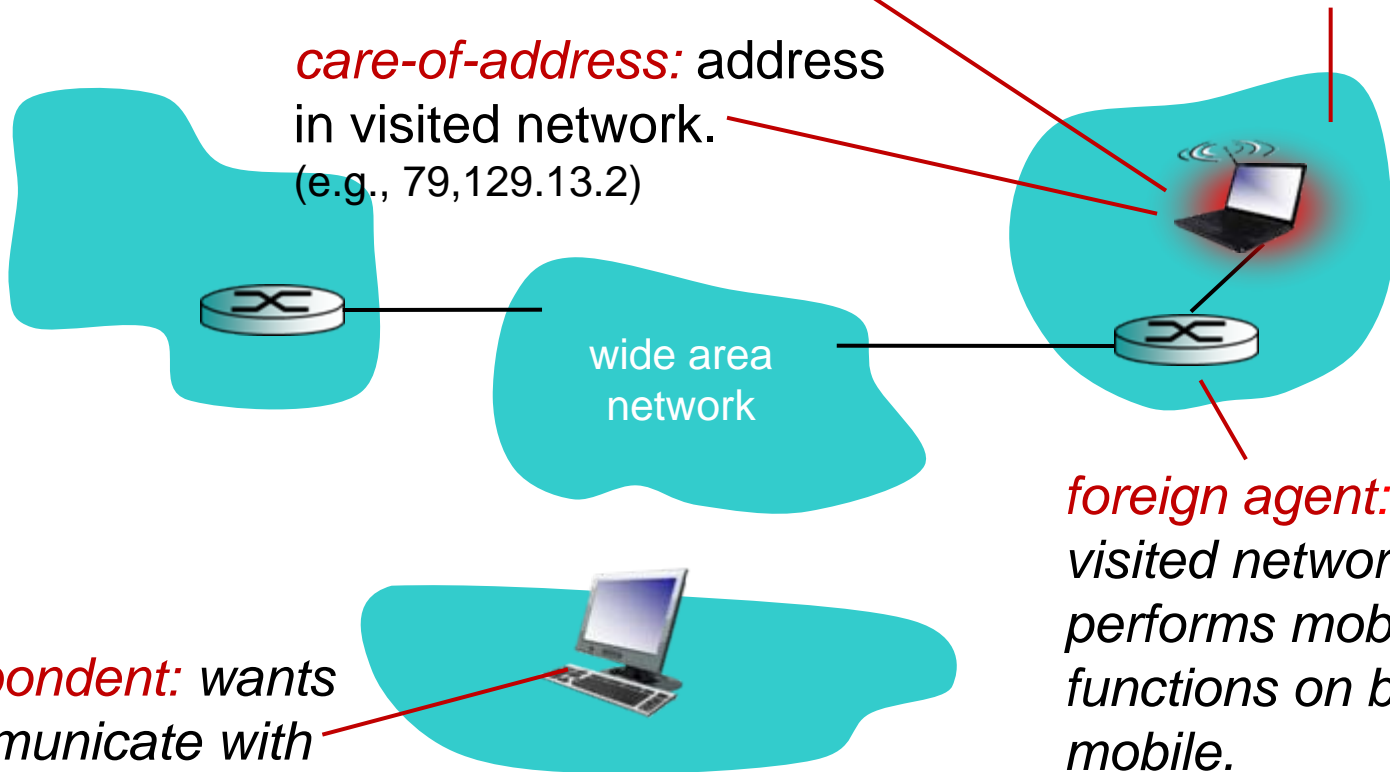 care-of-address: address
in visited network.
(e.g., 79,129.13.2)
wide area
network
foreign agent:
visited networ
performs mob
functions on b
mobile.
pondent: wants
municate with